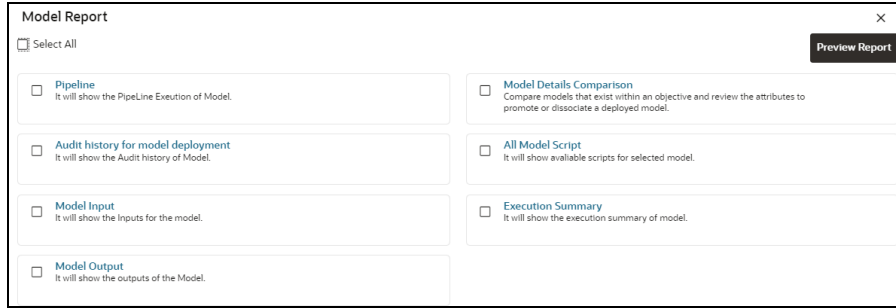 Model Report
Select All
Preview Report
Pipeline
It will show the PipeLine Exeution of Model.
Model Details Comparison
Compare models that exist within an objective and review the attributes to
promote or dissociate a deployed model.
Audit history for model deployment
It will show the Audit history of Model.
All Model Script
It will show avaliable scripts for selected model.
Model Input
It will show the Inputs for the model.
Execution Summary
It will show the execution summary of model.
Model Output
It will show the outputs of the Model.